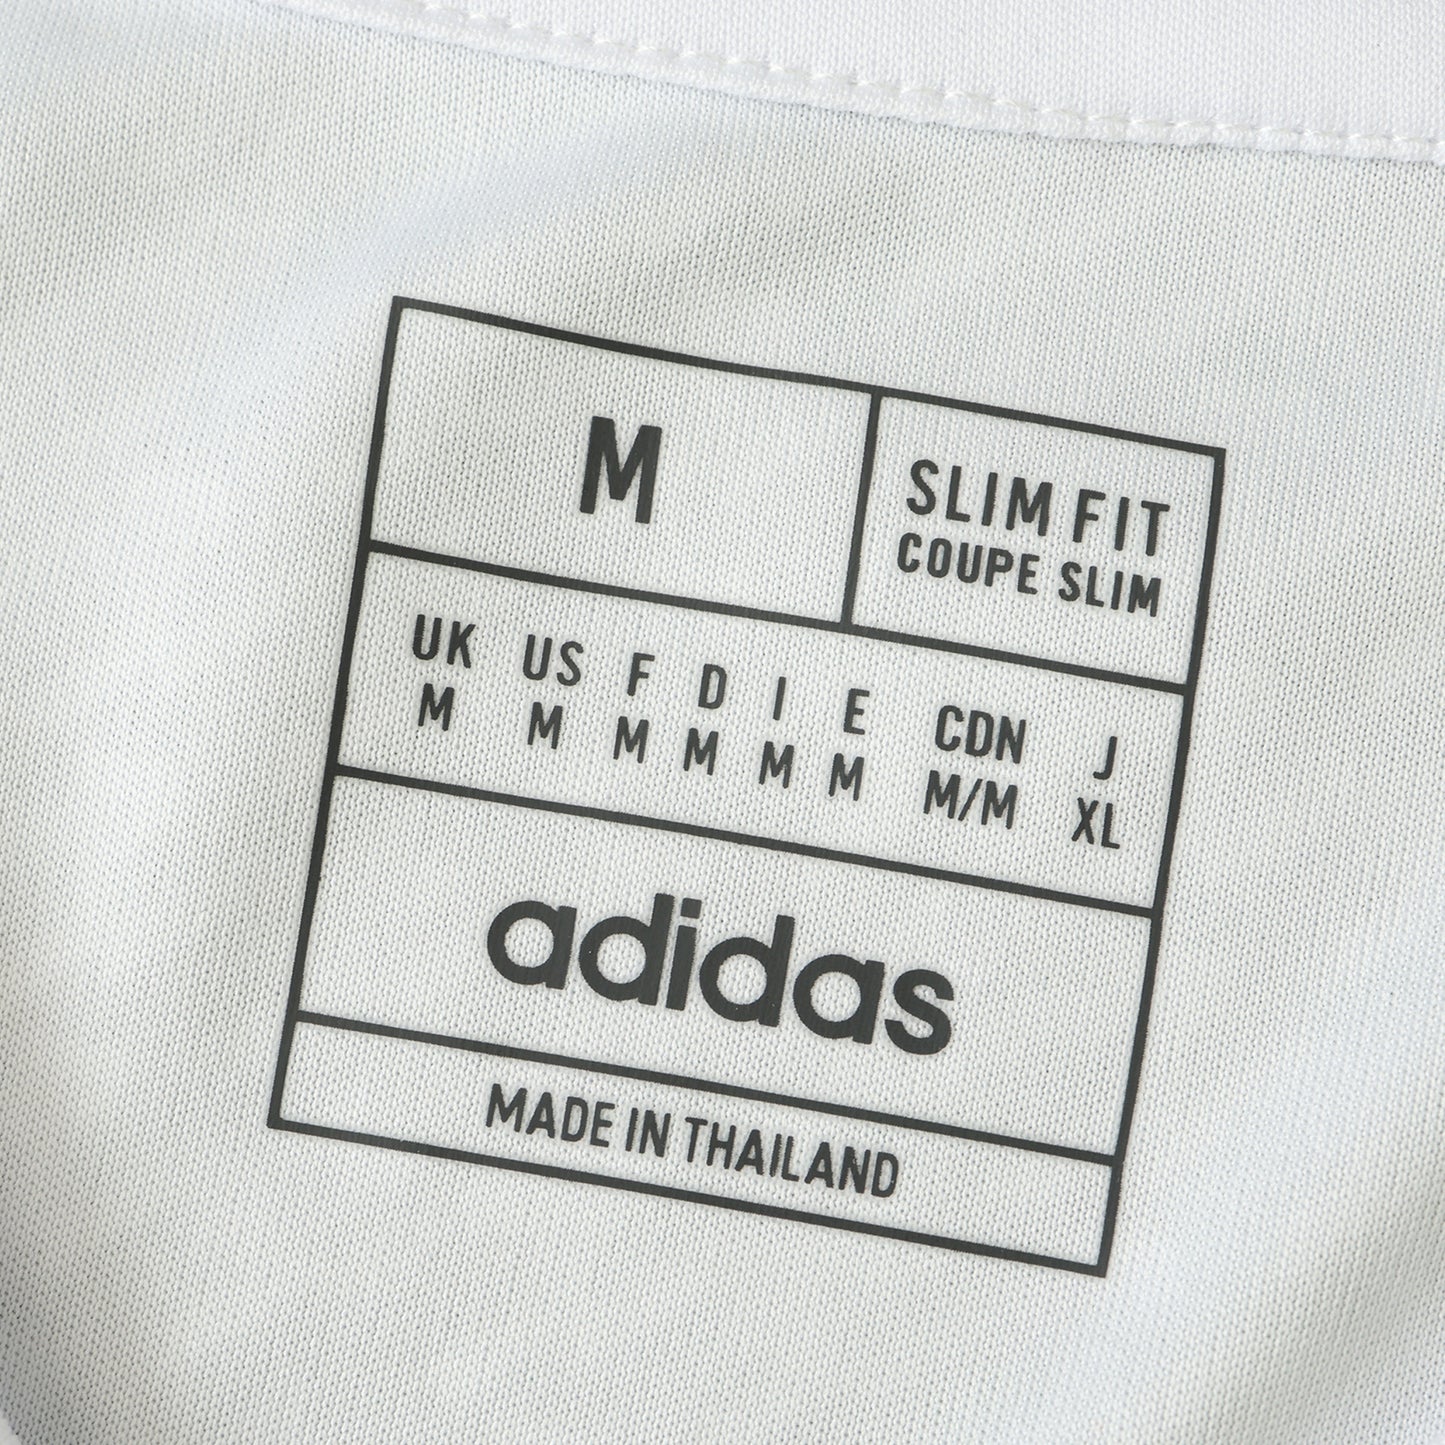 M
SLIM FIT
COUPE SLIM
UK US F D I E CDN J
M M M M M M M/M XL
adidas
MADE IN THAILAND